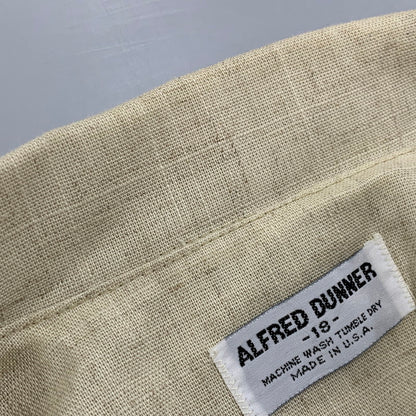 ALFRED DUNNER
-18-
MACHINE WASH TUMBLE DRY
MADE IN U.S.A.